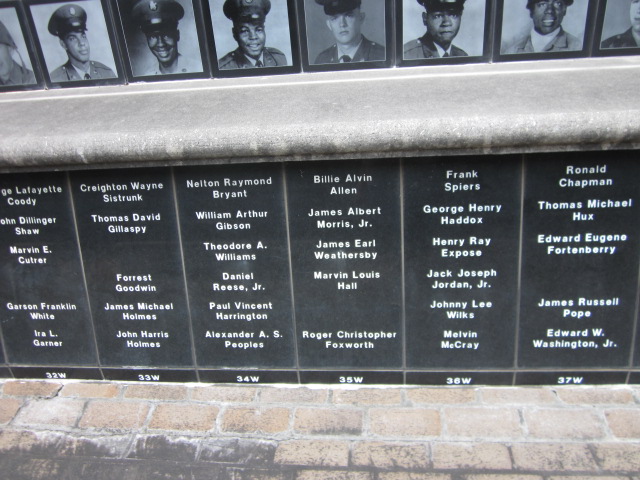 Lafayette
Coody
John Dillinger
Shaw
Marvin E.
Cutrer
Garson Franklin
White
Ira L.
Garner
32W
Creighton Wayne
Sistrunk
Thomas David
Gillaspy
Forrest
Goodwin
James Michael
Holmes
John Harris
Holmes
33W
Nelton Raymond
Bryant
William Arthur
Gibson
Theodore A.
Williams
Daniel
Reese, Jr.
Paul Vincent
Harrington
Alexander A. S.
Peoples
34W
Billie Alvin
Allen
James Albert
Morris, Jr.
James Earl
Weathersby
Marvin Louis
Hall
Roger Christopher
Foxworth
35W
Frank
Spiers
George Henry
Haddox
Henry Ray
Expose
Jack Joseph
Jordan, Jr.
Johnny Lee
Wilks
Melvin
McCray
36W
Ronald
Chapman
Thomas Michael
Hux
Edward Eugene
Fortenberry
James Russell
Pope
Edward W.
Washington, Jr.
37W